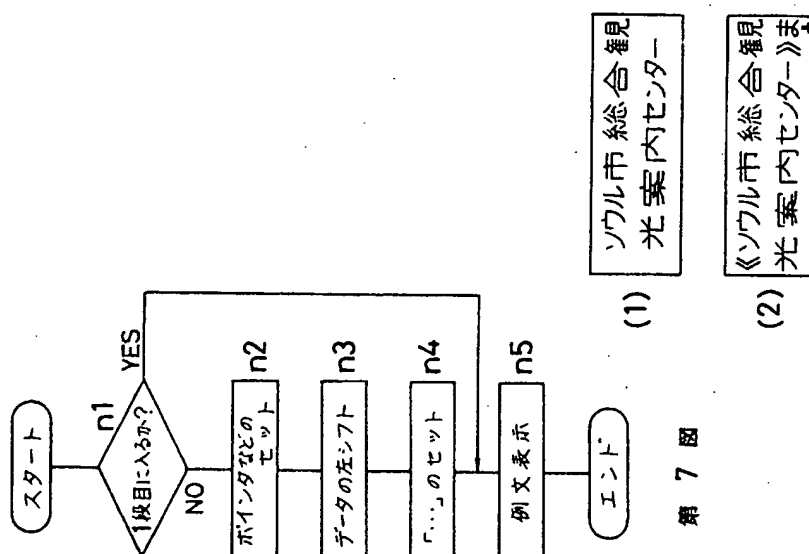 スタート
n1
1段目に入るか?
YES
NO
n2
ポインタなどの
セット
n3
データの左シフト
n4
「…」のセット
n5
例文表示
エンド
第 7 図
(1)
ソウル市総合観
光案内センター
(2)
《ソウル市総合観
光案内センター》ま